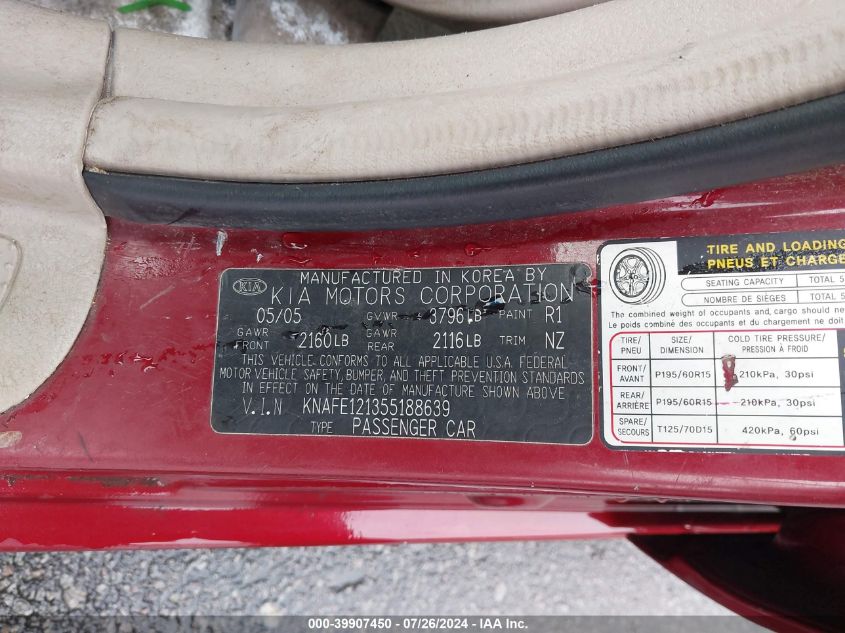 MANUFACTURED IN KOREA BY
KIA KIA MOTORS CORPORATION
05/05 GVWR 3796LB PAINT R1
GAWR FRONT 2160LB GAWR REAR 2116LB TRIM NZ
THIS VEHICLE CONFORMS TO ALL APPLICABLE U.S.A. FEDERAL
MOTOR VEHICLE SAFETY, BUMPER, AND THEFT PREVENTION STANDARDS
IN EFFECT ON THE DATE OF MANUFACTURE SHOWN ABOVE
V.I.N KNAFE121355188639
TYPE PASSENGER CAR
TIRE AND LOADING
PNEUS ET CHARGE
SEATING CAPACITY TOTAL 5
NOMBRE DE SIÈGES TOTAL 5
The combined weight of occupants and, cargo should ne
Le poids combiné des occupants et du chargement ne doit
TIRE/ SIZE/ COLD TIRE PRESSURE/
PNEU DIMENSION PRESSION À FROID
FRONT/
AVANT P195/60R15 210kPa, 30psi
REAR/
ARRIÈRE P195/60R15 210kPa, 30psi
SPARE/
SECOURS T125/70D15 420kPa, 60psi
000-39907450 - 07/26/2024 - IAAI.com